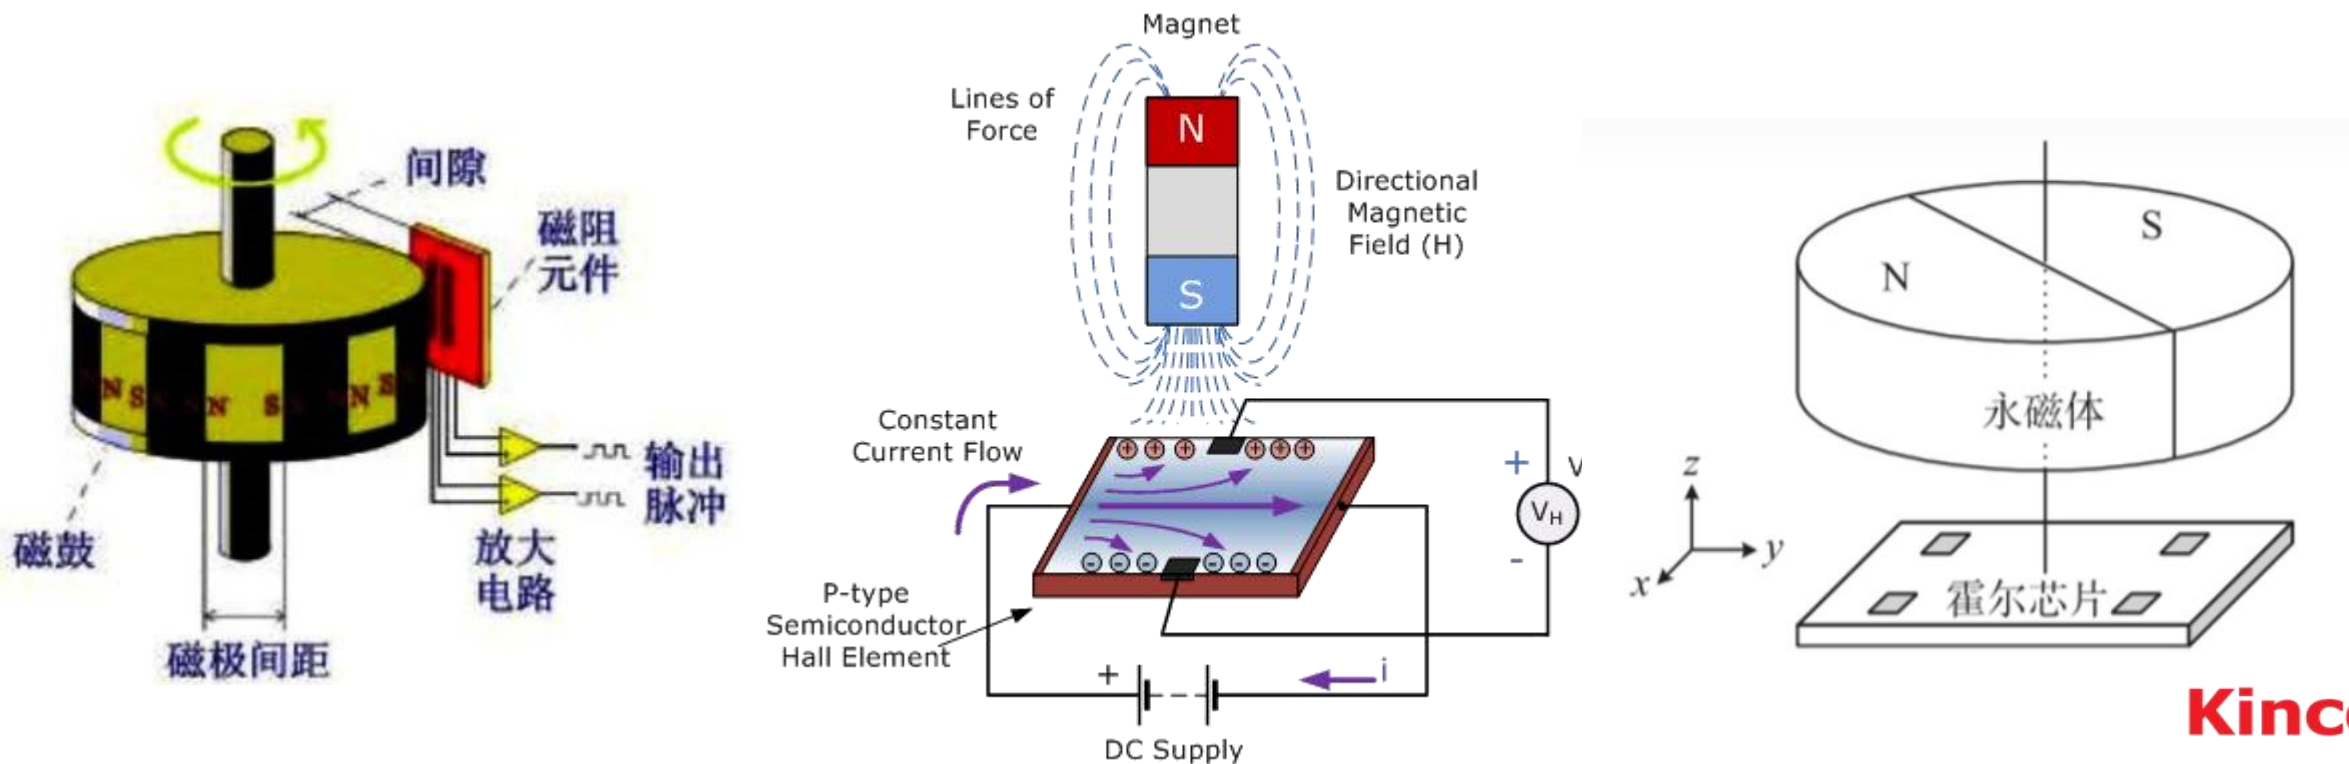 间隙
磁阻
元件
N S
N S
N S
输出
脉冲
放大
电路
磁鼓
磁极间距
Magnet
Lines of
Force
N
Directional
Magnetic
Field (H)
S
Constant
Current Flow
+ + + + + +
+
V
V_H
-
- - - - - -
P-type
Semiconductor
Hall Element
+
i
DC Supply
S
N
永磁体
z
y
x
霍尔芯片
Kinc